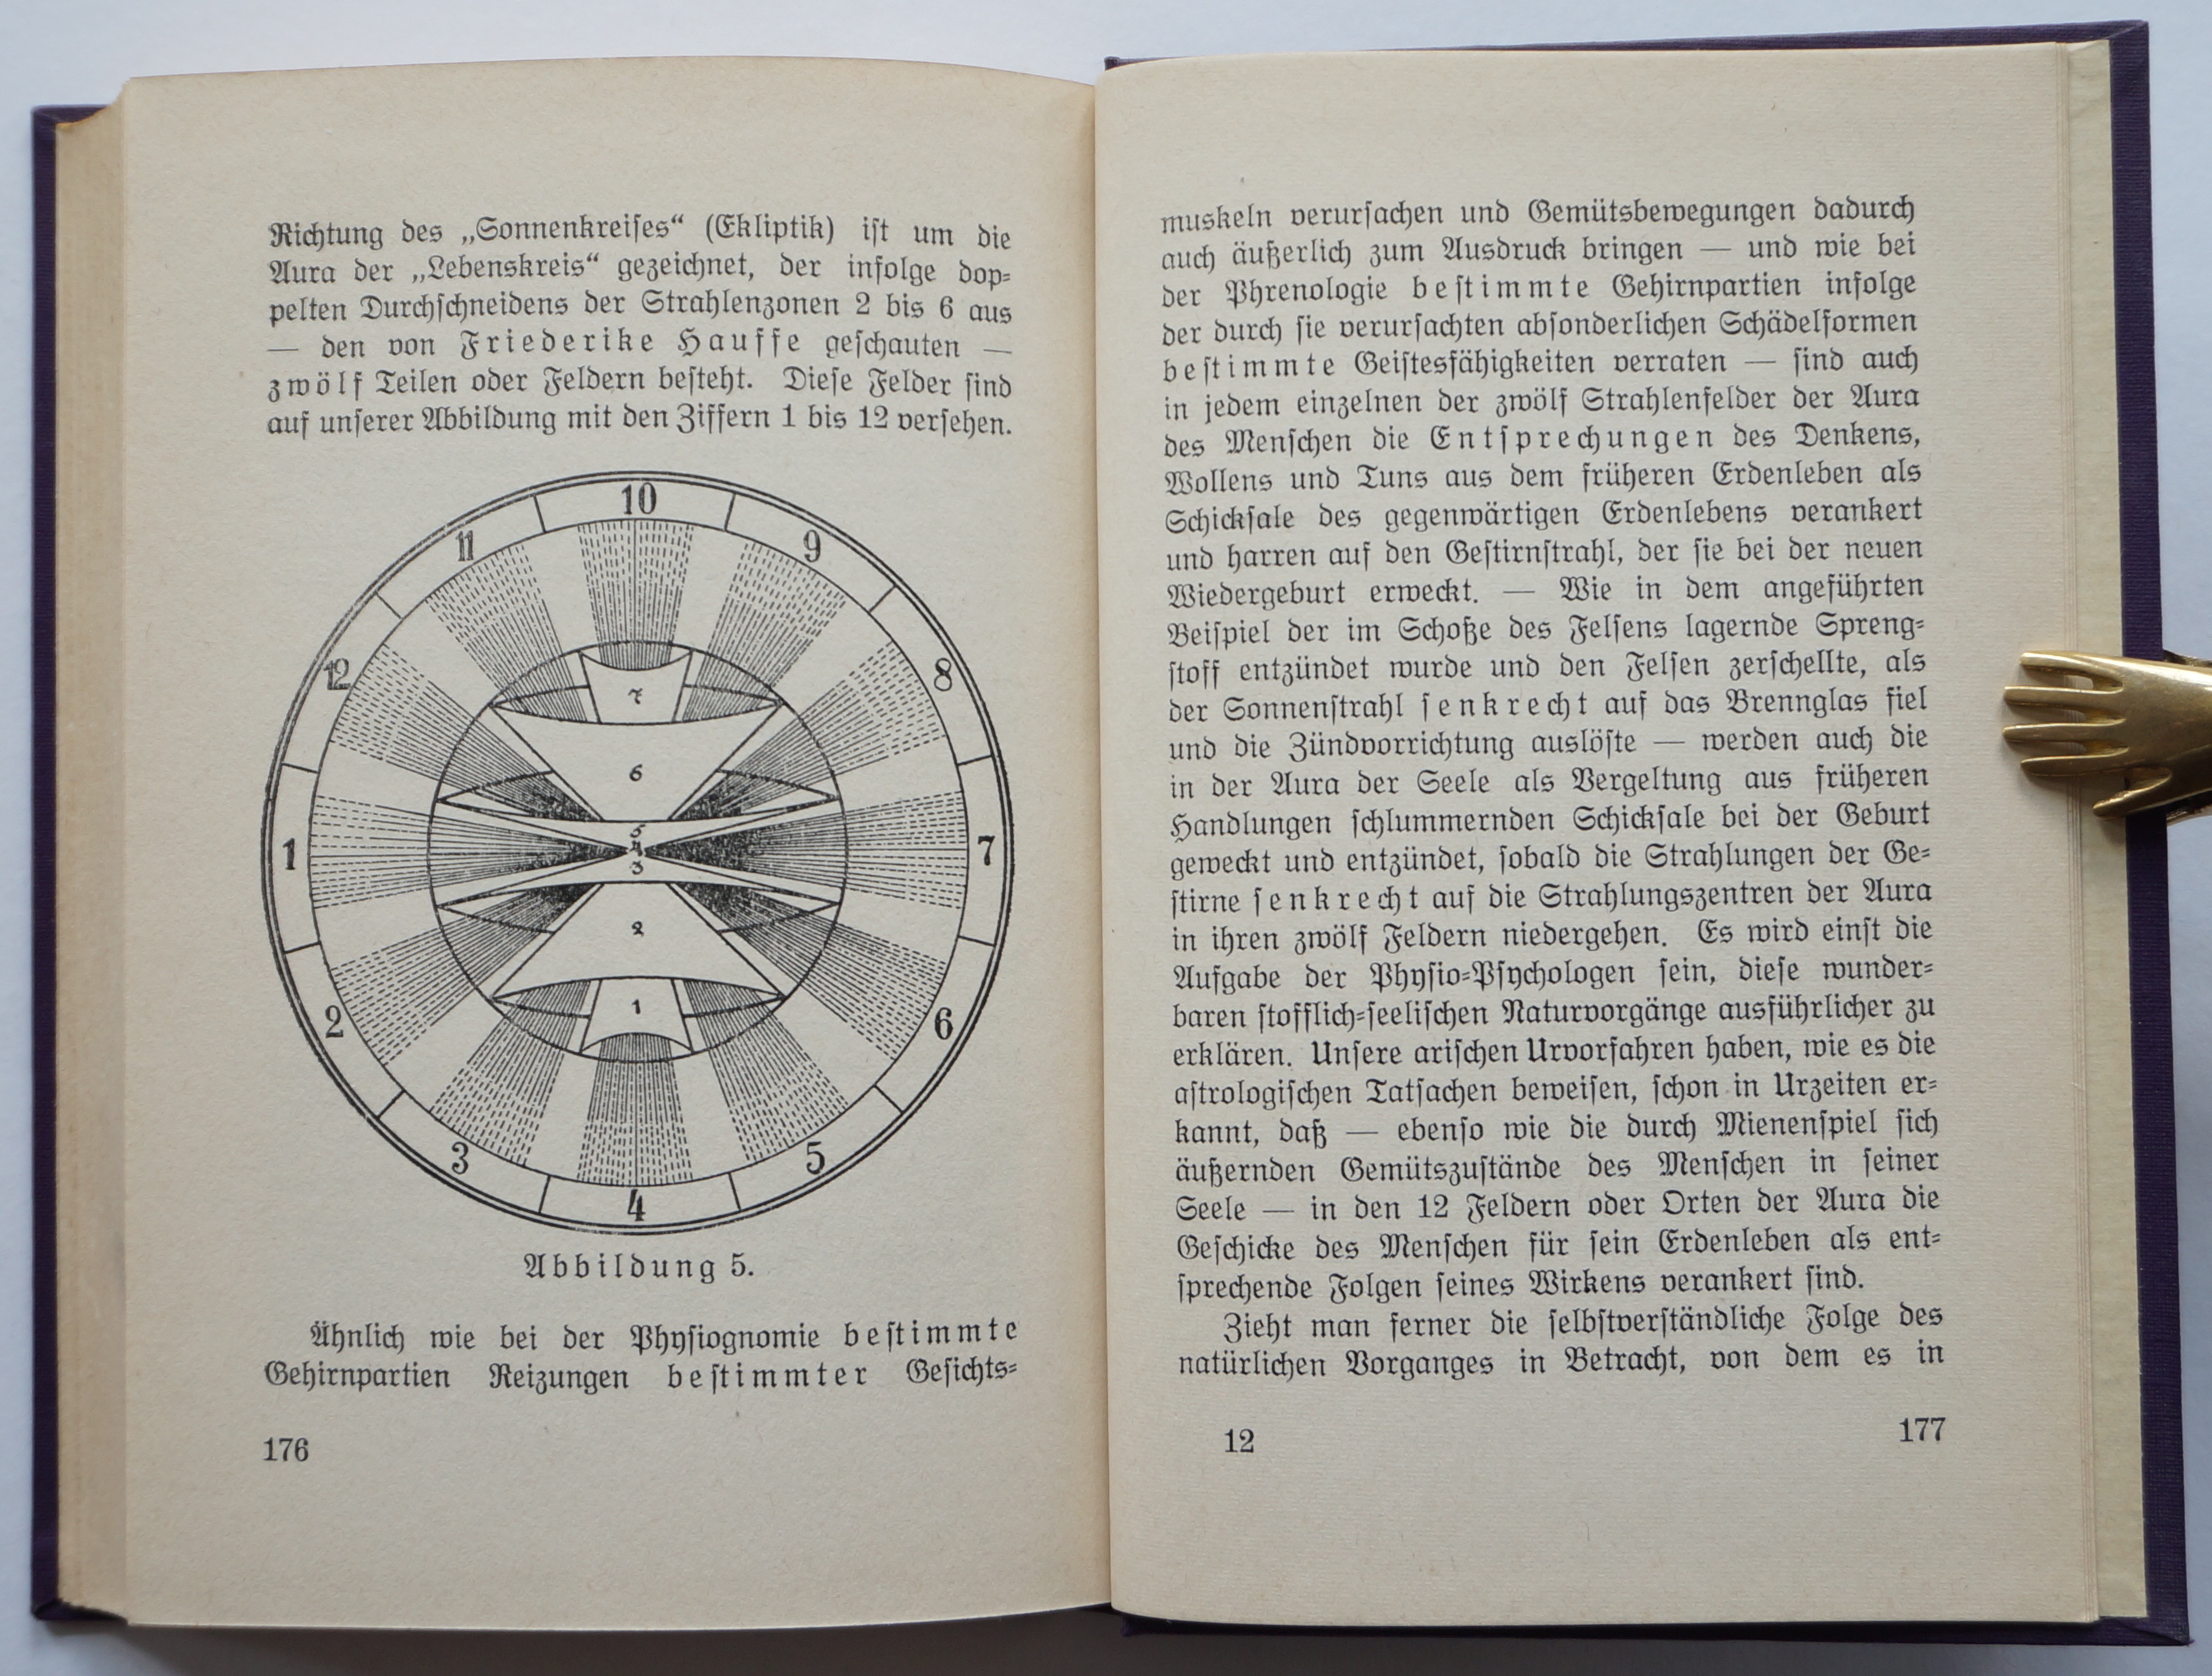 Richtung des „Sonnenkreises“ (Ekliptik) ist um die
Aura der „Lebenskreis“ gezeichnet, der infolge dop-
pelten Durchschneidens der Strahlenzonen 2 bis 6 aus
— den von Friederike Hauffe geschauten —
zwölf Teilen oder Feldern besteht. Diese Felder sind
auf unserer Abbildung mit den Ziffern 1 bis 12 versehen.
10
11
9
12
8
7
6
5
4
3
1
7
2
1
2
6
3
5
4
Abbildung 5.
Ähnlich wie bei der Physiognomie bestimmte
Gehirnpartien Reizungen bestimmter Gesichts-
176
muskeln verursachen und Gemütsbewegungen dadurch
auch äußerlich zum Ausdruck bringen — und wie bei
der Phrenologie bestimmte Gehirnpartien infolge
der durch sie verursachten absonderlichen Schädelformen
bestimmte Geistesfähigkeiten verraten — sind auch
in jedem einzelnen der zwölf Strahlenfelder der Aura
des Menschen die Entsprechungen des Denkens,
Wollens und Tuns aus dem früheren Erdenleben als
Schicksale des gegenwärtigen Erdenlebens verankert
und harren auf den Gestirnstrahl, der sie bei der neuen
Wiedergeburt erweckt. — Wie in dem angeführten
Beispiel der im Schoße des Felsens lagernde Spreng-
stoff entzündet wurde und den Felsen zerschellte, als
der Sonnenstrahl senkrecht auf das Brennglas fiel
und die Zündvorrichtung auslöste — werden auch die
in der Aura der Seele als Vergeltung aus früheren
Handlungen schlummernden Schicksale bei der Geburt
geweckt und entzündet, sobald die Strahlungen der Ge-
stirne senkrecht auf die Strahlungszentren der Aura
in ihren zwölf Feldern niedergehen. Es wird einst die
Aufgabe der Physio-Psychologen sein, diese wunder-
baren stofflich-seelischen Naturvorgänge ausführlicher zu
erklären. Unsere arischen Urvorfahren haben, wie es die
astrologischen Tatsachen beweisen, schon in Urzeiten er-
kannt, daß — ebenso wie die durch Mienenspiel sich
äußernden Gemütszustände des Menschen in seiner
Seele — in den 12 Feldern oder Orten der Aura die
Geschicke des Menschen für sein Erdenleben als ent-
sprechende Folgen seines Wirkens verankert sind.
Zieht man ferner die selbstverständliche Folge des
natürlichen Vorganges in Betracht, von dem es in
12
177